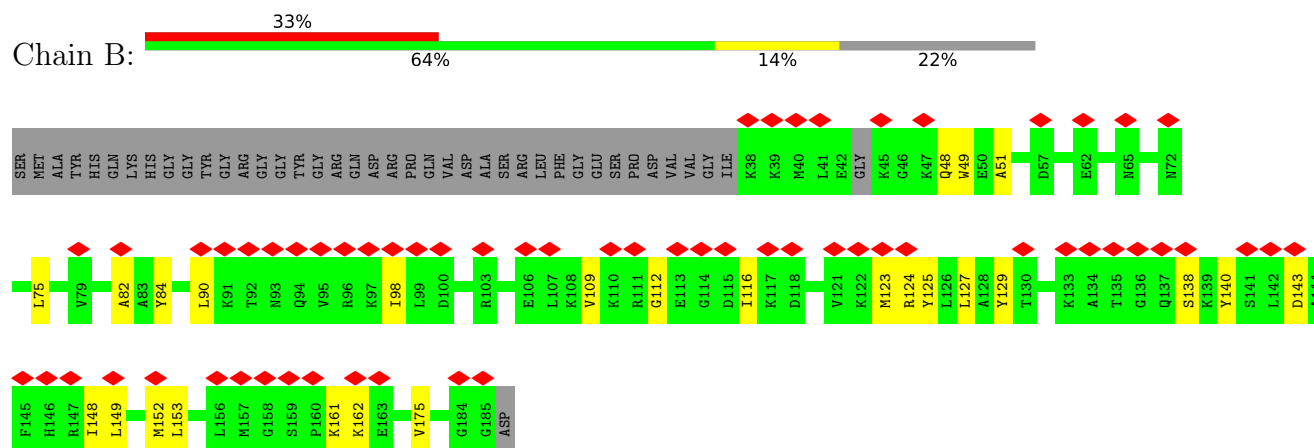 33%
Chain B:
64% 14% 22%
SER MET ALA TYR HIS GLN LYS HIS GLY GLY TYR GLY ARG GLY GLY TYR GLY ARG GLN ASP ARG PRO GLN VAL ASP ALA SER ARG LEU PHE GLY GLU SER PRO ASP VAL VAL GLY ILE K38 K39 M40 L41 E42 GLY K45 G46 K47 Q48 W49 E50 A51 D57 E62 N65 N72
L75 V79 A82 A83 Y84 L90 K91 T92 N93 Q94 V95 R96 K97 I98 L99 D100 R103 E106 L107 K108 V109 K110 R111 G112 E113 G114 D115 I116 K117 D118 V121 K122 M123 R124 Y125 L126 L127 A128 Y129 T130 K133 A134 T135 G136 Q137 S138 K139 Y140 S141 L142 D143
F145 H146 R147 I148 L149 M152 L153 L156 M157 G158 S159 P160 K161 K162 E163 V175 G184 G185 ASP